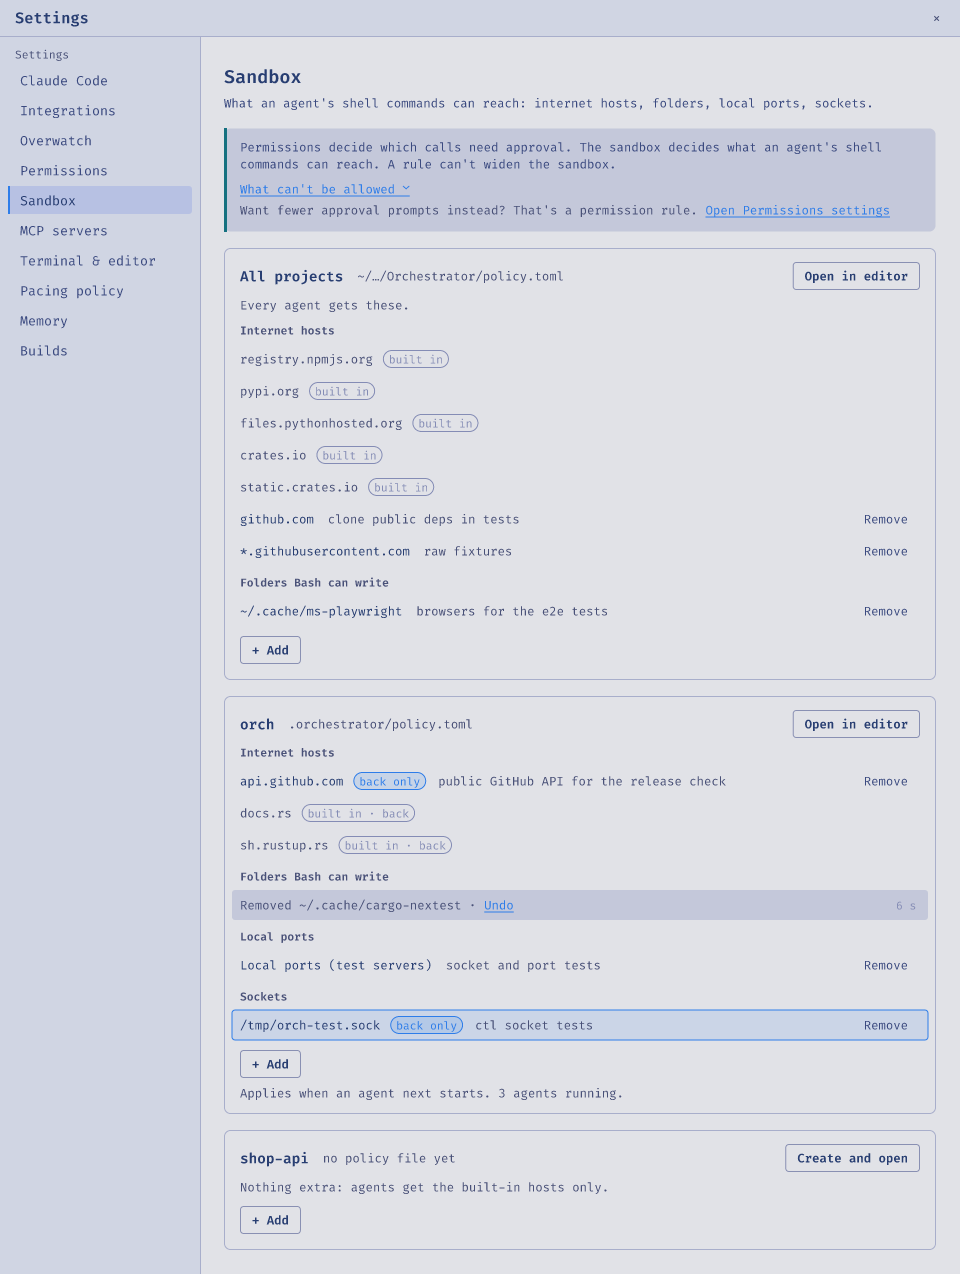 Settings ×
Settings
Claude Code
Integrations
Overwatch
Permissions
Sandbox
MCP servers
Terminal & editor
Pacing policy
Memory
Builds
Sandbox
What an agent's shell commands can reach: internet hosts, folders, local ports, sockets.
Permissions decide which calls need approval. The sandbox decides what an agent's shell
commands can reach. A rule can't widen the sandbox.
What can't be allowed
Want fewer approval prompts instead? That's a permission rule. Open Permissions settings
All projects ~/…/Orchestrator/policy.toml Open in editor
Every agent gets these.
Internet hosts
registry.npmjs.org built in
pypi.org built in
files.pythonhosted.org built in
crates.io built in
static.crates.io built in
github.com clone public deps in tests Remove
*.githubusercontent.com raw fixtures Remove
Folders Bash can write
~/.cache/ms-playwright browsers for the e2e tests Remove
+ Add
orch .orchestrator/policy.toml Open in editor
Internet hosts
api.github.com back only public GitHub API for the release check Remove
docs.rs built in · back
sh.rustup.rs built in · back
Folders Bash can write
Removed ~/.cache/cargo-nextest · Undo 6 s
Local ports
Local ports (test servers) socket and port tests Remove
Sockets
/tmp/orch-test.sock back only ctl socket tests Remove
+ Add
Applies when an agent next starts. 3 agents running.
shop-api no policy file yet Create and open
Nothing extra: agents get the built-in hosts only.
+ Add